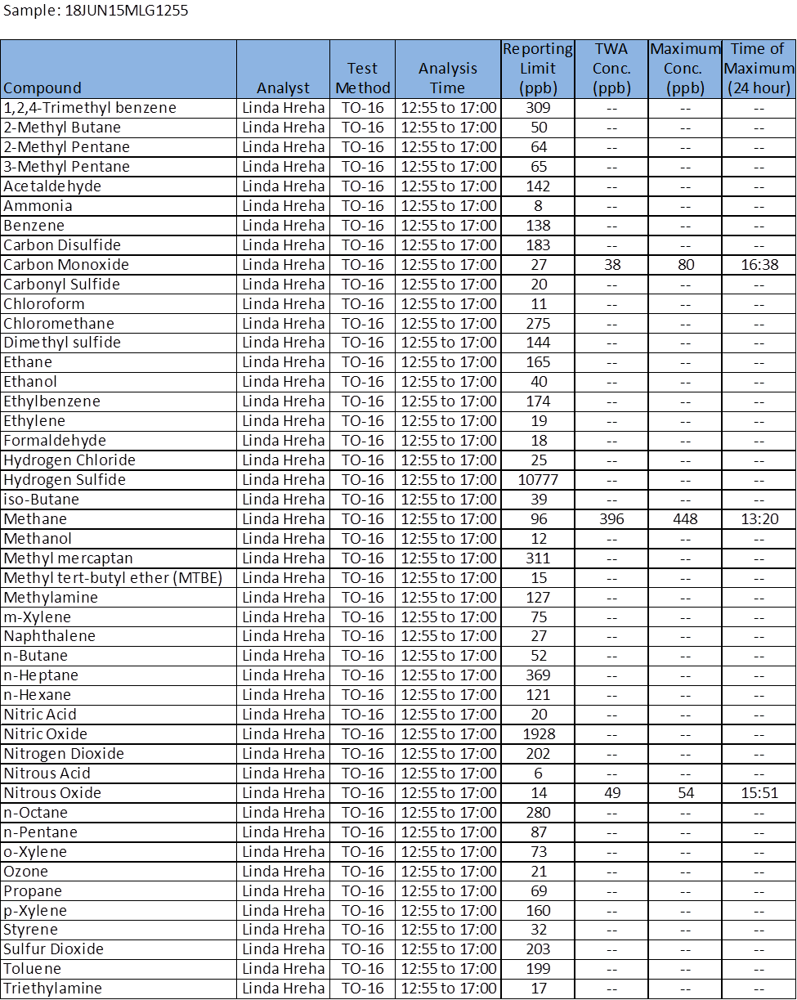 Sample: 18JUN15MLG1255
Compound Analyst Test Method Analysis Time Reporting Limit (ppb) TWA Conc. (ppb) Maximum Conc. (ppb) Time of Maximum (24 hour)
1,2,4-Trimethyl benzene Linda Hreha TO-16 12:55 to 17:00 309 -- -- --
2-Methyl Butane Linda Hreha TO-16 12:55 to 17:00 50 -- -- --
2-Methyl Pentane Linda Hreha TO-16 12:55 to 17:00 64 -- -- --
3-Methyl Pentane Linda Hreha TO-16 12:55 to 17:00 65 -- -- --
Acetaldehyde Linda Hreha TO-16 12:55 to 17:00 142 -- -- --
Ammonia Linda Hreha TO-16 12:55 to 17:00 8 -- -- --
Benzene Linda Hreha TO-16 12:55 to 17:00 138 -- -- --
Carbon Disulfide Linda Hreha TO-16 12:55 to 17:00 183 -- -- --
Carbon Monoxide Linda Hreha TO-16 12:55 to 17:00 27 38 80 16:38
Carbonyl Sulfide Linda Hreha TO-16 12:55 to 17:00 20 -- -- --
Chloroform Linda Hreha TO-16 12:55 to 17:00 11 -- -- --
Chloromethane Linda Hreha TO-16 12:55 to 17:00 275 -- -- --
Dimethyl sulfide Linda Hreha TO-16 12:55 to 17:00 144 -- -- --
Ethane Linda Hreha TO-16 12:55 to 17:00 165 -- -- --
Ethanol Linda Hreha TO-16 12:55 to 17:00 40 -- -- --
Ethylbenzene Linda Hreha TO-16 12:55 to 17:00 174 -- -- --
Ethylene Linda Hreha TO-16 12:55 to 17:00 19 -- -- --
Formaldehyde Linda Hreha TO-16 12:55 to 17:00 18 -- -- --
Hydrogen Chloride Linda Hreha TO-16 12:55 to 17:00 25 -- -- --
Hydrogen Sulfide Linda Hreha TO-16 12:55 to 17:00 10777 -- -- --
iso-Butane Linda Hreha TO-16 12:55 to 17:00 39 -- -- --
Methane Linda Hreha TO-16 12:55 to 17:00 96 396 448 13:20
Methanol Linda Hreha TO-16 12:55 to 17:00 12 -- -- --
Methyl mercaptan Linda Hreha TO-16 12:55 to 17:00 311 -- -- --
Methyl tert-butyl ether (MTBE) Linda Hreha TO-16 12:55 to 17:00 15 -- -- --
Methylamine Linda Hreha TO-16 12:55 to 17:00 127 -- -- --
m-Xylene Linda Hreha TO-16 12:55 to 17:00 75 -- -- --
Naphthalene Linda Hreha TO-16 12:55 to 17:00 27 -- -- --
n-Butane Linda Hreha TO-16 12:55 to 17:00 52 -- -- --
n-Heptane Linda Hreha TO-16 12:55 to 17:00 369 -- -- --
n-Hexane Linda Hreha TO-16 12:55 to 17:00 121 -- -- --
Nitric Acid Linda Hreha TO-16 12:55 to 17:00 20 -- -- --
Nitric Oxide Linda Hreha TO-16 12:55 to 17:00 1928 -- -- --
Nitrogen Dioxide Linda Hreha TO-16 12:55 to 17:00 202 -- -- --
Nitrous Acid Linda Hreha TO-16 12:55 to 17:00 6 -- -- --
Nitrous Oxide Linda Hreha TO-16 12:55 to 17:00 14 49 54 15:51
n-Octane Linda Hreha TO-16 12:55 to 17:00 280 -- -- --
n-Pentane Linda Hreha TO-16 12:55 to 17:00 87 -- -- --
o-Xylene Linda Hreha TO-16 12:55 to 17:00 73 -- -- --
Ozone Linda Hreha TO-16 12:55 to 17:00 21 -- -- --
Propane Linda Hreha TO-16 12:55 to 17:00 69 -- -- --
p-Xylene Linda Hreha TO-16 12:55 to 17:00 160 -- -- --
Styrene Linda Hreha TO-16 12:55 to 17:00 32 -- -- --
Sulfur Dioxide Linda Hreha TO-16 12:55 to 17:00 203 -- -- --
Toluene Linda Hreha TO-16 12:55 to 17:00 199 -- -- --
Triethylamine Linda Hreha TO-16 12:55 to 17:00 17 -- -- --